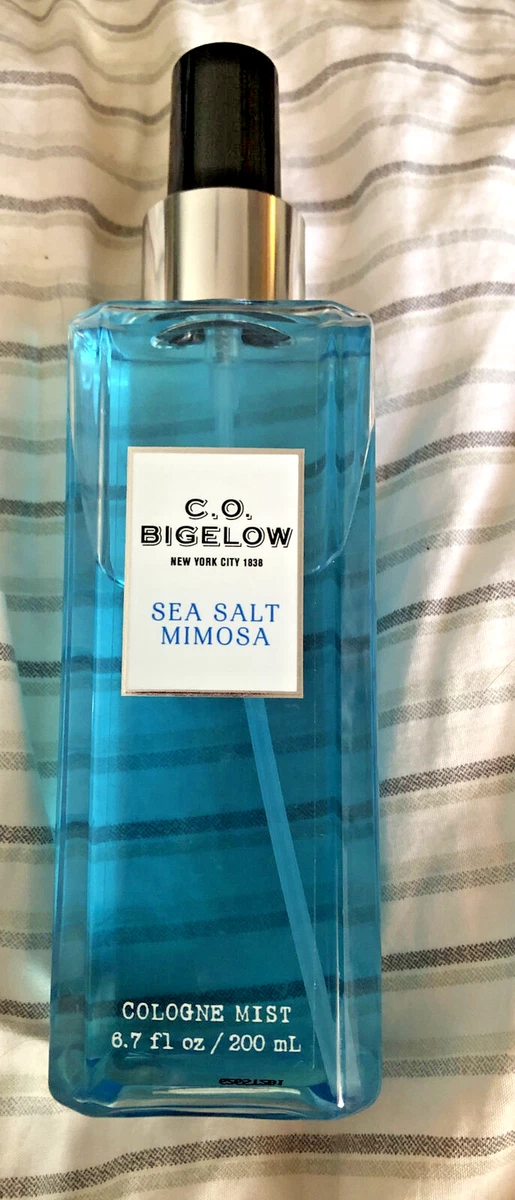 C.O.
BIGELOW
NEW YORK CITY 1838
SEA SALT
MIMOSA
COLOGNE MIST
6.7 fl oz / 200 mL